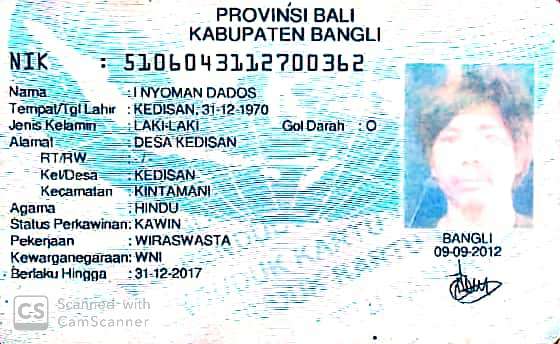 PROVINSI BALI
KABUPATEN BANGLI
NIK : 5106043112700362
Nama : I NYOMAN DADOS
Tempat/Tgl Lahir : KEDISAN, 31-12-1970
Jenis Kelamin : LAKI-LAKI Gol Darah : O
Alamat : DESA KEDISAN
RT/RW : - / -
Kel/Desa : KEDISAN
Kecamatan : KINTAMANI
Agama : HINDU
Status Perkawinan: KAWIN
Pekerjaan : WIRASWASTA
Kewarganegaraan: WNI
Berlaku Hingga : 31-12-2017
BANGLI
09-09-2012
CS Scanned with
CamScanner